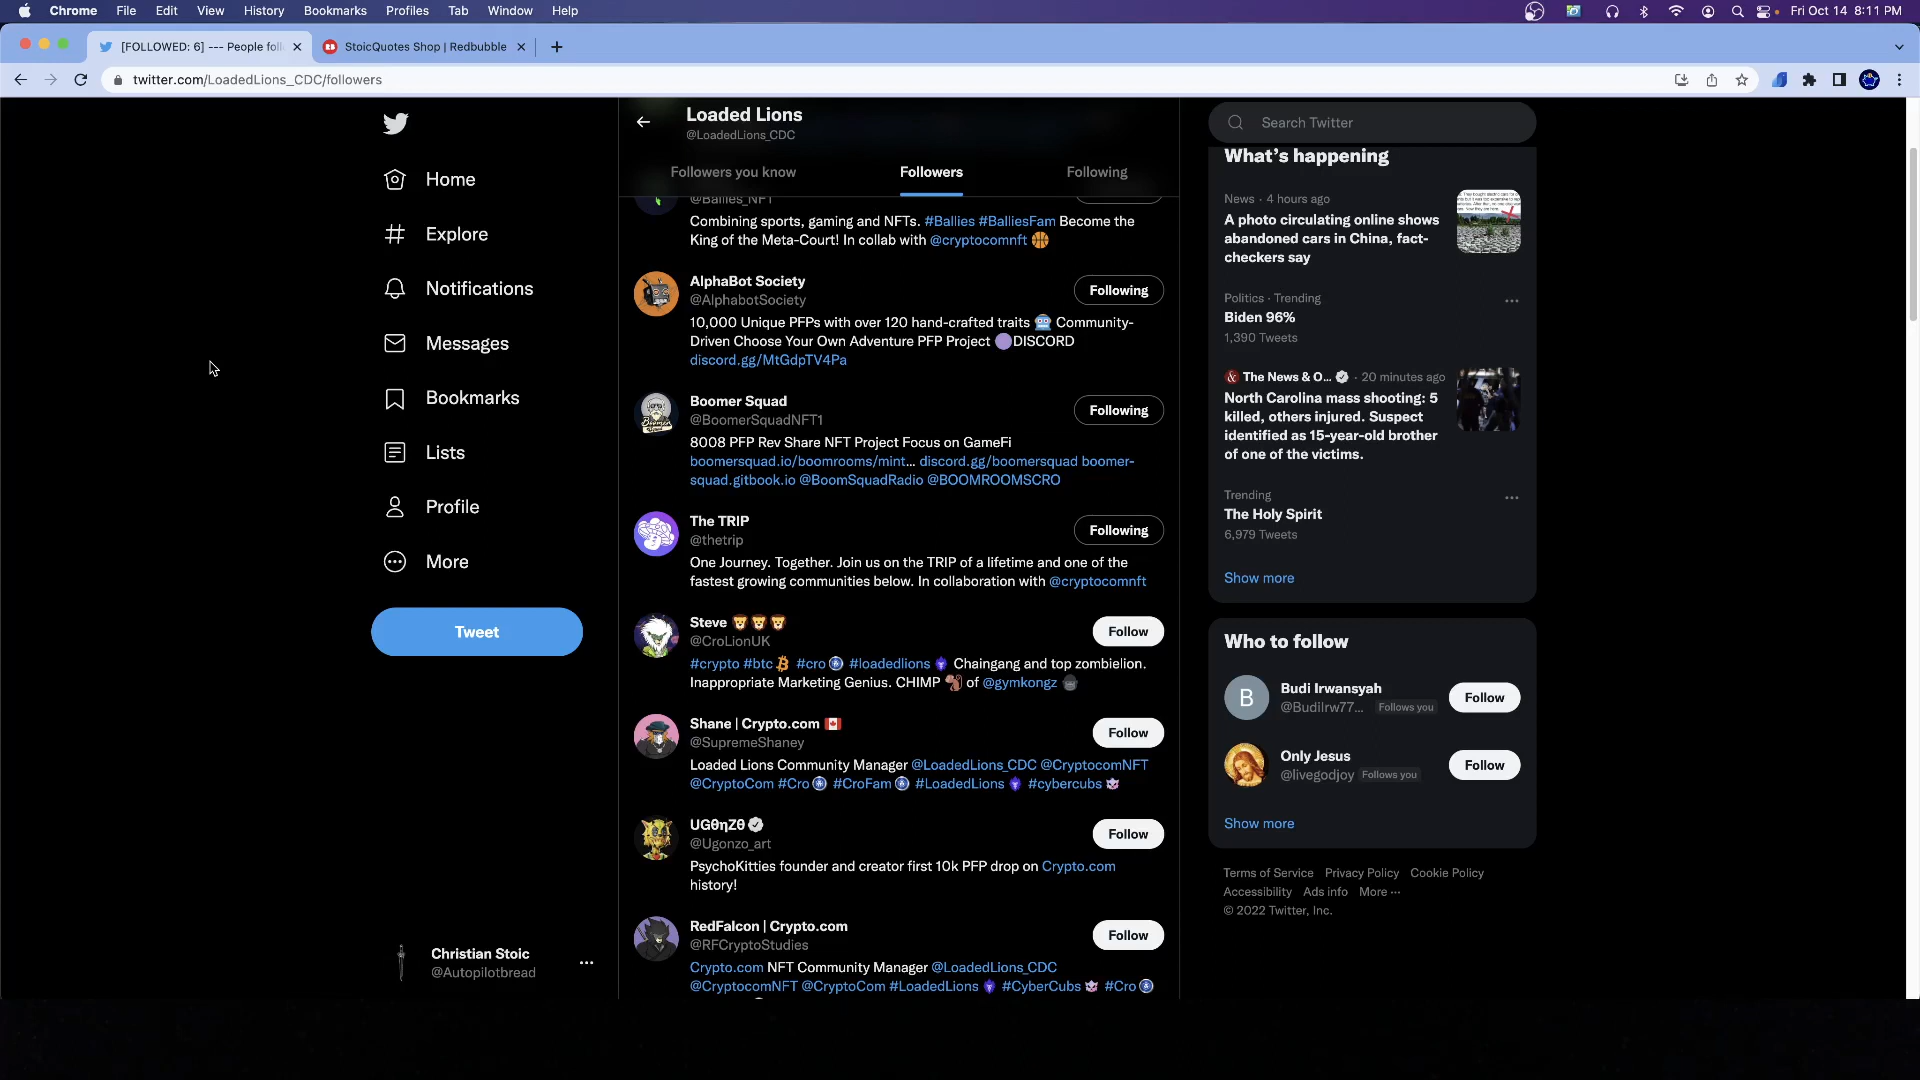 Chrome File Edit View History Bookmarks Profiles Tab Window Help Fri Oct 14 8:11 PM
[FOLLOWED: 6] --- People foll StoicQuotes Shop | Redbubble
twitter.com/LoadedLions_CDC/followers
Home
Explore
Notifications
Messages
Bookmarks
Lists
Profile
More
Tweet
Christian Stoic
@Autopilotbread
Loaded Lions
@LoadedLions_CDC
Followers you know Followers Following
@Ballies_NFT
Combining sports, gaming and NFTs. #Ballies #BalliesFam Become the
King of the Meta-Court! In collab with @cryptocomnft 🏀
AlphaBot Society
@AlphabotSociety
Following
10,000 Unique PFPs with over 120 hand-crafted traits 🤖 Community-
Driven Choose Your Own Adventure PFP Project 🟣DISCORD
discord.gg/MtGdpTV4Pa
Boomer Squad
@BoomerSquadNFT1
Following
8008 PFP Rev Share NFT Project Focus on GameFi
boomersquad.io/boomrooms/mint… discord.gg/boomersquad boomer-
squad.gitbook.io @BoomSquadRadio @BOOMROOMSCRO
The TRIP
@thetrip
Following
One Journey. Together. Join us on the TRIP of a lifetime and one of the
fastest growing communities below. In collaboration with @cryptocomnft
Steve 🦁 🦁 🦁
@CroLionUK
Follow
#crypto #btc #cro #loadedlions Chaingang and top zombielion.
Inappropriate Marketing Genius. CHIMP 🐒 of @gymkongz 🦍
Shane | Crypto.com 🇨🇦
@SupremeShaney
Follow
Loaded Lions Community Manager @LoadedLions_CDC @CryptocomNFT
@CryptoCom #Cro #CroFam #LoadedLions #cybercubs
UGθηZθ
@Ugonzo_art
Follow
PsychoKitties founder and creator first 10k PFP drop on Crypto.com
history!
RedFalcon | Crypto.com
@RFCryptoStudies
Follow
Crypto.com NFT Community Manager @LoadedLions_CDC
@CryptocomNFT @CryptoCom #LoadedLions #CyberCubs #Cro
Search Twitter
What's happening
News · 4 hours ago
A photo circulating online shows
abandoned cars in China, fact-
checkers say
Politics · Trending
Biden 96%
1,390 Tweets
The News & O... · 20 minutes ago
North Carolina mass shooting: 5
killed, others injured. Suspect
identified as 15-year-old brother
of one of the victims.
Trending
The Holy Spirit
6,979 Tweets
Show more
Who to follow
B
Budi Irwansyah
@BudiIrw77... Follows you
Follow
Only Jesus
@livegodjoy Follows you
Follow
Show more
Terms of Service Privacy Policy Cookie Policy
Accessibility Ads info More ···
© 2022 Twitter, Inc.